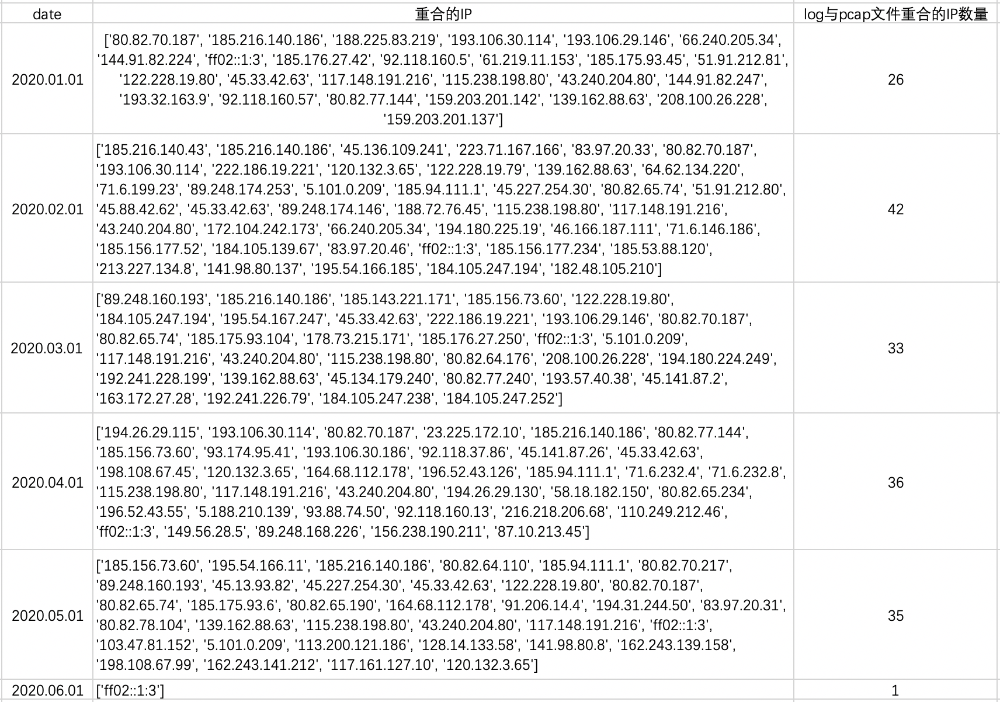 date 重合的IP log与pcap文件重合的IP数量
['80.82.70.187', '185.216.140.186', '188.225.83.219', '193.106.30.114', '193.106.29.146', '66.240.205.34',
'144.91.82.224', 'ff02::1:3', '185.176.27.42', '92.118.160.5', '61.219.11.153', '185.175.93.45', '51.91.212.81',
2020.01.01 '122.228.19.80', '45.33.42.63', '117.148.191.216', '115.238.198.80', '43.240.204.80', '144.91.82.247', 26
'193.32.163.9', '92.118.160.57', '80.82.77.144', '159.203.201.142', '139.162.88.63', '208.100.26.228',
'159.203.201.137']
['185.216.140.43', '185.216.140.186', '45.136.109.241', '223.71.167.166', '83.97.20.33', '80.82.70.187',
'193.106.30.114', '222.186.19.221', '120.132.3.65', '122.228.19.79', '139.162.88.63', '64.62.134.220',
'71.6.199.23', '89.248.174.253', '5.101.0.209', '185.94.111.1', '45.227.254.30', '80.82.65.74', '51.91.212.80',
2020.02.01 '45.88.42.62', '45.33.42.63', '89.248.174.146', '188.72.76.45', '115.238.198.80', '117.148.191.216', 42
'43.240.204.80', '172.104.242.173', '66.240.205.34', '194.180.225.19', '46.166.187.111', '71.6.146.186',
'185.156.177.52', '184.105.139.67', '83.97.20.46', 'ff02::1:3', '185.156.177.234', '185.53.88.120',
'213.227.134.8', '141.98.80.137', '195.54.166.185', '184.105.247.194', '182.48.105.210']
['89.248.160.193', '185.216.140.186', '185.143.221.171', '185.156.73.60', '122.228.19.80',
'184.105.247.194', '195.54.167.247', '45.33.42.63', '222.186.19.221', '193.106.29.146', '80.82.70.187',
'80.82.65.74', '185.175.93.104', '178.73.215.171', '185.176.27.250', 'ff02::1:3', '5.101.0.209',
2020.03.01 '117.148.191.216', '43.240.204.80', '115.238.198.80', '80.82.64.176', '208.100.26.228', '194.180.224.249', 33
'192.241.228.199', '139.162.88.63', '45.134.179.240', '80.82.77.240', '193.57.40.38', '45.141.87.2',
'163.172.27.28', '192.241.226.79', '184.105.247.238', '184.105.247.252']
['194.26.29.115', '193.106.30.114', '80.82.70.187', '23.225.172.10', '185.216.140.186', '80.82.77.144',
'185.156.73.60', '93.174.95.41', '193.106.30.186', '92.118.37.86', '45.141.87.26', '45.33.42.63',
'198.108.67.45', '120.132.3.65', '164.68.112.178', '196.52.43.126', '185.94.111.1', '71.6.232.4', '71.6.232.8',
2020.04.01 '115.238.198.80', '117.148.191.216', '43.240.204.80', '194.26.29.130', '58.18.182.150', '80.82.65.234', 36
'196.52.43.55', '5.188.210.139', '93.88.74.50', '92.118.160.13', '216.218.206.68', '110.249.212.46',
'ff02::1:3', '149.56.28.5', '89.248.168.226', '156.238.190.211', '87.10.213.45']
['185.156.73.60', '195.54.166.11', '185.216.140.186', '80.82.64.110', '185.94.111.1', '80.82.70.217',
'89.248.160.193', '45.13.93.82', '45.227.254.30', '45.33.42.63', '122.228.19.80', '80.82.70.187',
'80.82.65.74', '185.175.93.6', '80.82.65.190', '164.68.112.178', '91.206.14.4', '194.31.244.50', '83.97.20.31',
2020.05.01 '80.82.78.104', '139.162.88.63', '115.238.198.80', '43.240.204.80', '117.148.191.216', 'ff02::1:3', 35
'103.47.81.152', '5.101.0.209', '113.200.121.186', '128.14.133.58', '141.98.80.8', '162.243.139.158',
'198.108.67.99', '162.243.141.212', '117.161.127.10', '120.132.3.65']
2020.06.01 ['ff02::1:3'] 1